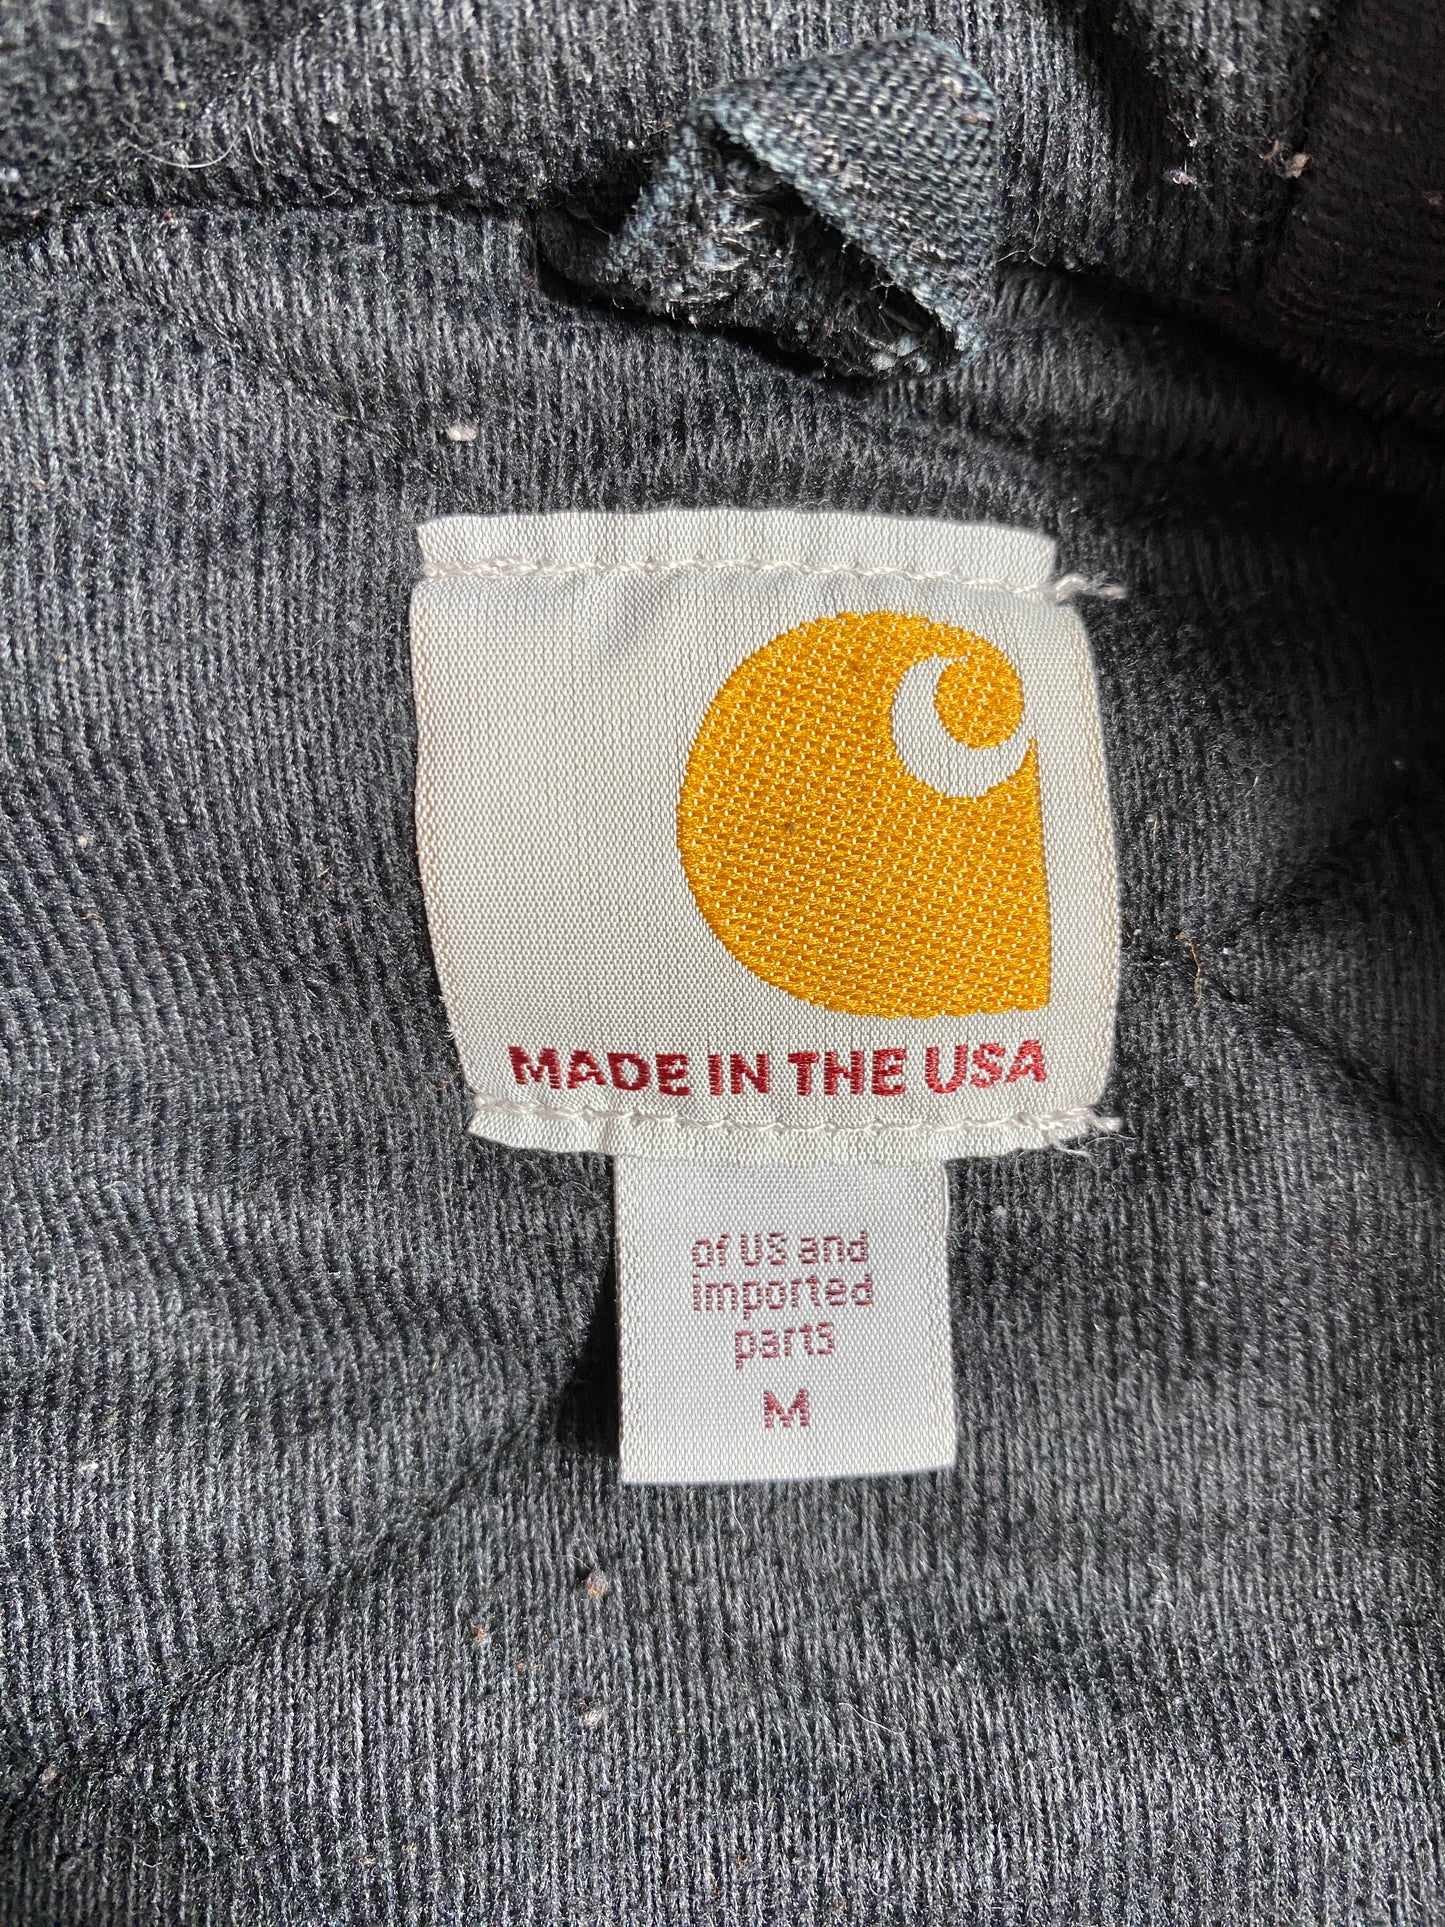 MADE IN THE USA
of US and
imported
parts
M